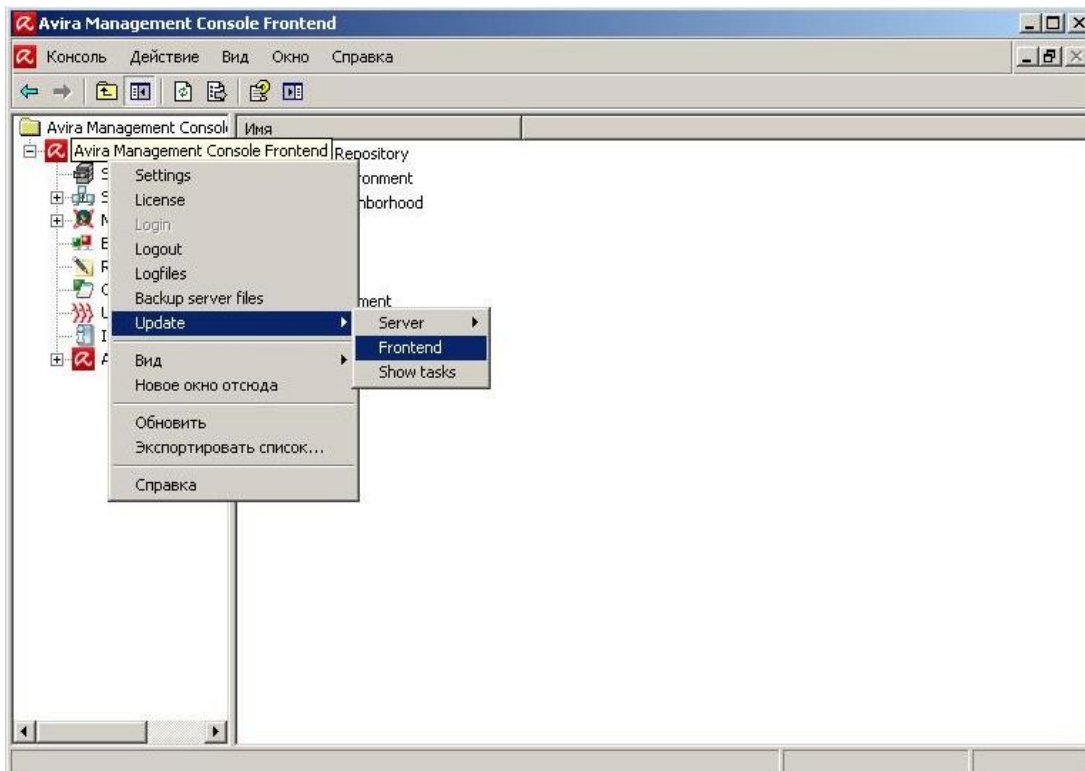 Avira Management Console Frontend
Консоль Действие Вид Окно Справка
Avira Management Consol
Имя
Avira Management Console Frontend
Repository
Settings
ronment
License
hborhood
Login
Logout
Logfiles
Backup server files
ment
Update
Server
Frontend
Show tasks
Вид
Новое окно отсюда
Обновить
Экспортировать список...
Справка